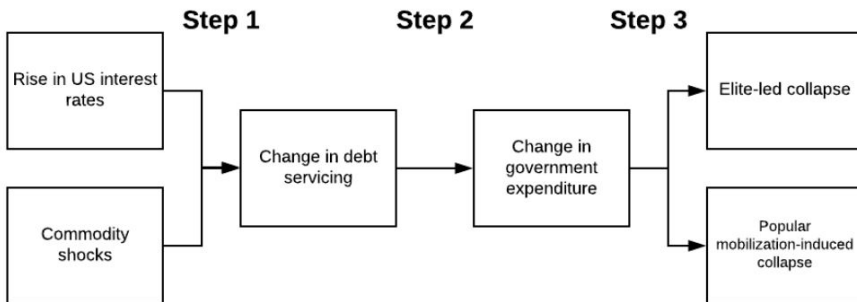 Step 1
Step 2
Step 3
Rise in US interest
rates
Commodity
shocks
Change in debt
servicing
Change in
government
expenditure
Elite-led collapse
Popular
mobilization-induced
collapse